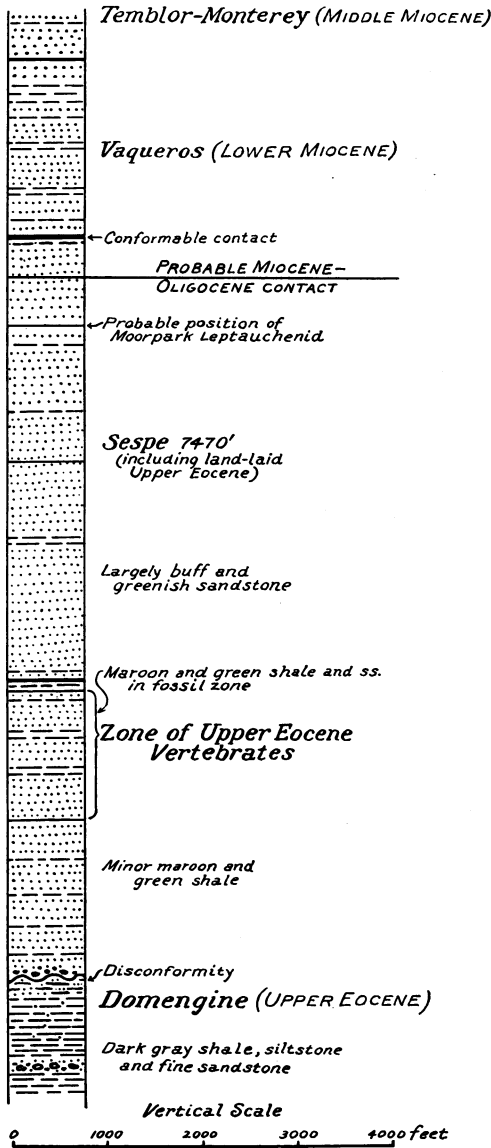 Temblor-Monterey (MIDDLE MIOCENE)
Vaqueros (LOWER MIOCENE)
Conformable contact
PROBABLE MIOCENE-
OLIGOCENE CONTACT
Probable position of
Moorpark Leptauchenid
Sespe 7470'
(including land-laid
Upper Eocene)
Largely buff and
greenish sandstone
Maroon and green shale and ss.
in fossil zone
Zone of Upper Eocene
Vertebrates
Minor maroon and
green shale
Disconformity
Domengine (UPPER EOCENE)
Dark gray shale, siltstone
and fine sandstone
Vertical Scale
0 1000 2000 3000 4000 feet